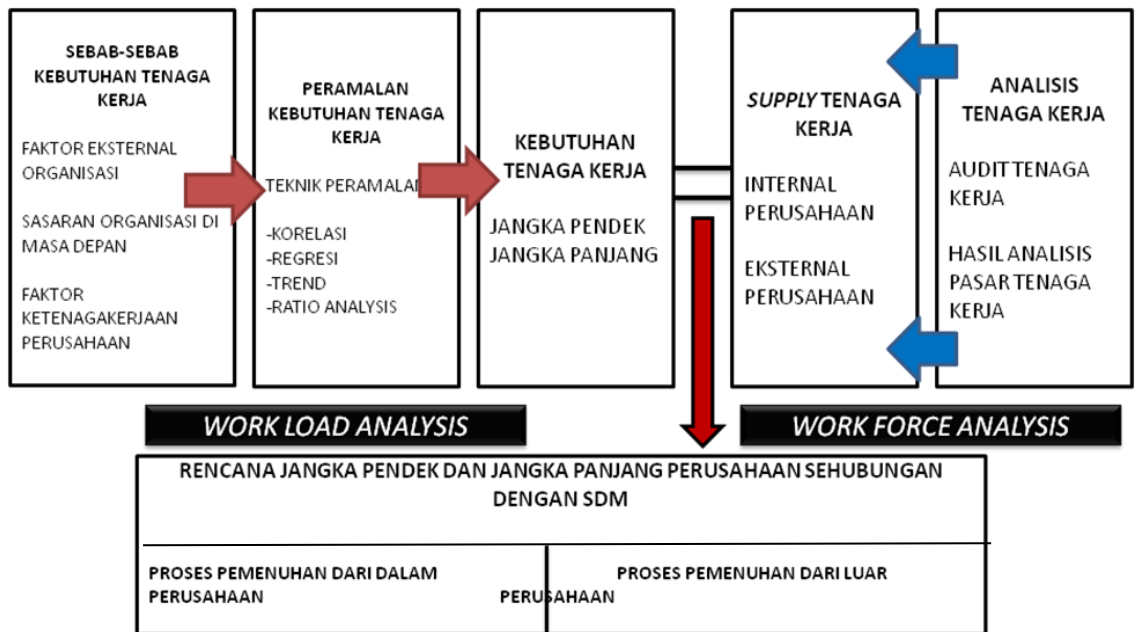 SEBAB-SEBAB
KEBUTUHAN TENAGA
KERJA
FAKTOR EKSTERNAL
ORGANISASI
SASARAN ORGANISASI DI
MASA DEPAN
FAKTOR
KETENAGAKERJAAN
PERUSAHAAN
PERAMALAN
KEBUTUHAN TENAGA
KERJA
TEKNIK PERAMALAN
-KORELASI
-REGRESI
-TREND
-RATIO ANALYSIS
KEBUTUHAN
TENAGA KERJA
JANGKA PENDEK
JANGKA PANJANG
SUPPLY TENAGA
KERJA
INTERNAL
PERUSAHAAN
EKSTERNAL
PERUSAHAAN
ANALISIS
TENAGA KERJA
AUDIT TENAGA
KERJA
HASIL ANALISIS
PASAR TENAGA
KERJA
WORK LOAD ANALYSIS
WORK FORCE ANALYSIS
RENCANA JANGKA PENDEK DAN JANGKA PANJANG PERUSAHAAN SEHUBUNGAN
DENGAN SDM
PROSES PEMENUHAN DARI DALAM PROSES PEMENUHAN DARI LUAR
PERUSAHAAN PERUSAHAAN